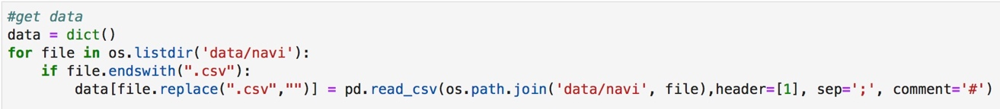 #get data
data = dict()
for file in os.listdir('data/navi'):
    if file.endswith(".csv"):
        data[file.replace(".csv","")] = pd.read_csv(os.path.join('data/navi', file),header=[1], sep=';', comment='#')